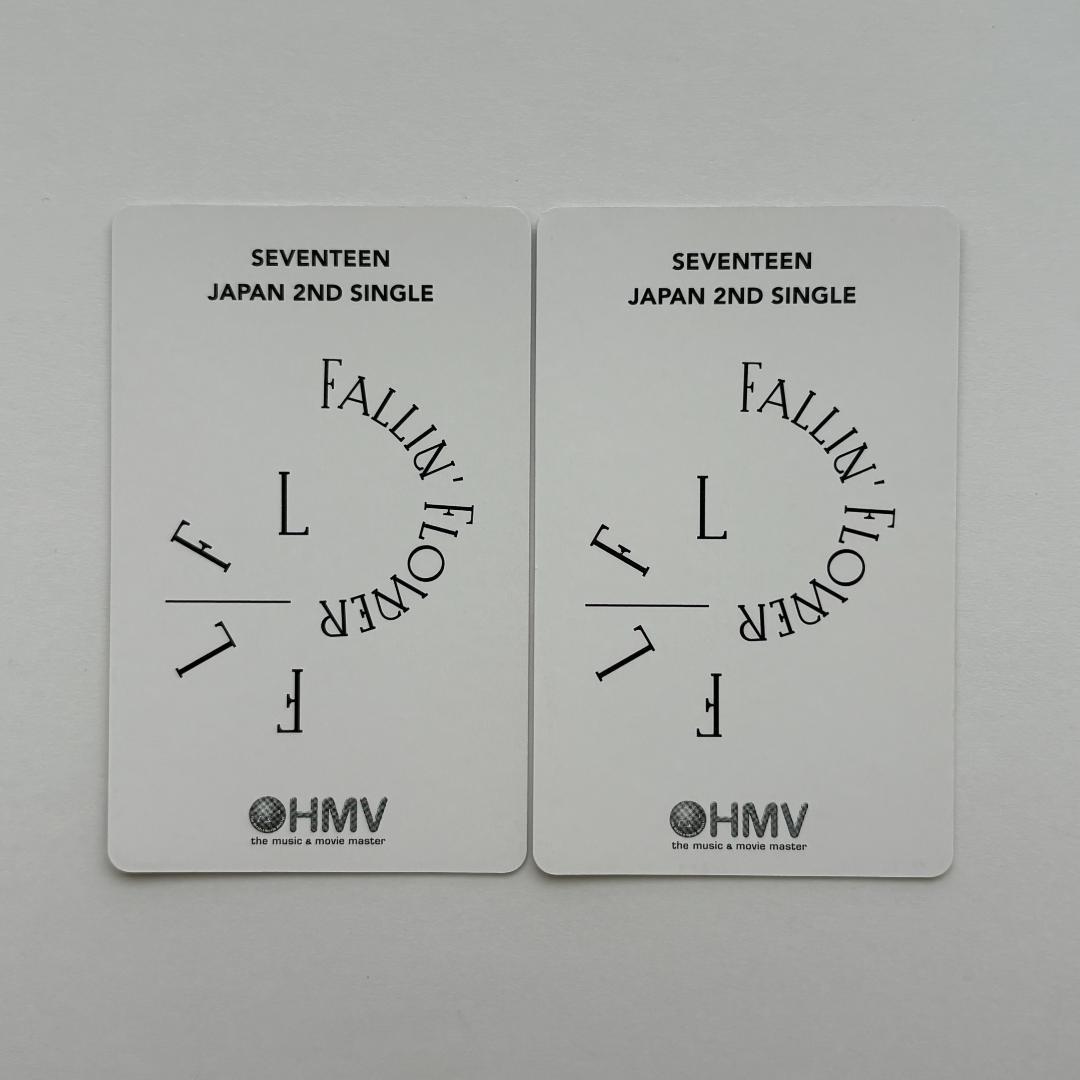 SEVENTEEN
JAPAN 2ND SINGLE
FALLIN' FLOWER
L
F
L
F
HMV
the music & movie master
SEVENTEEN
JAPAN 2ND SINGLE
FALLIN' FLOWER
L
F
L
F
HMV
the music & movie master